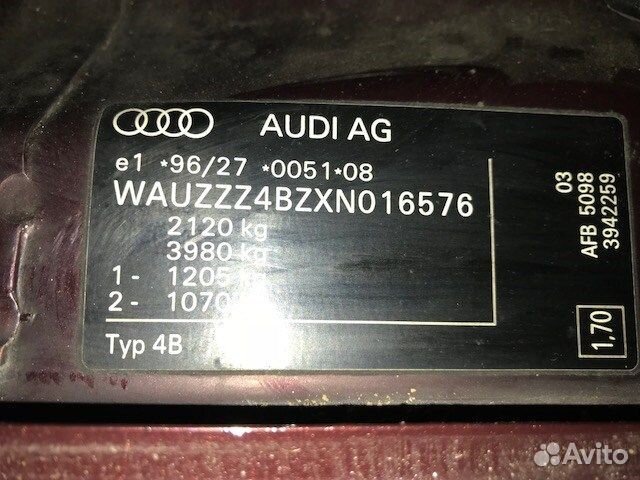 AUDI AG
e1 *96/27 *0051*08
WAUZZZ4BZXN016576
2120 kg
3980 kg
1- 1205
2- 1070
Typ 4B
03
AFB 5098
3942259
1,70
Avito